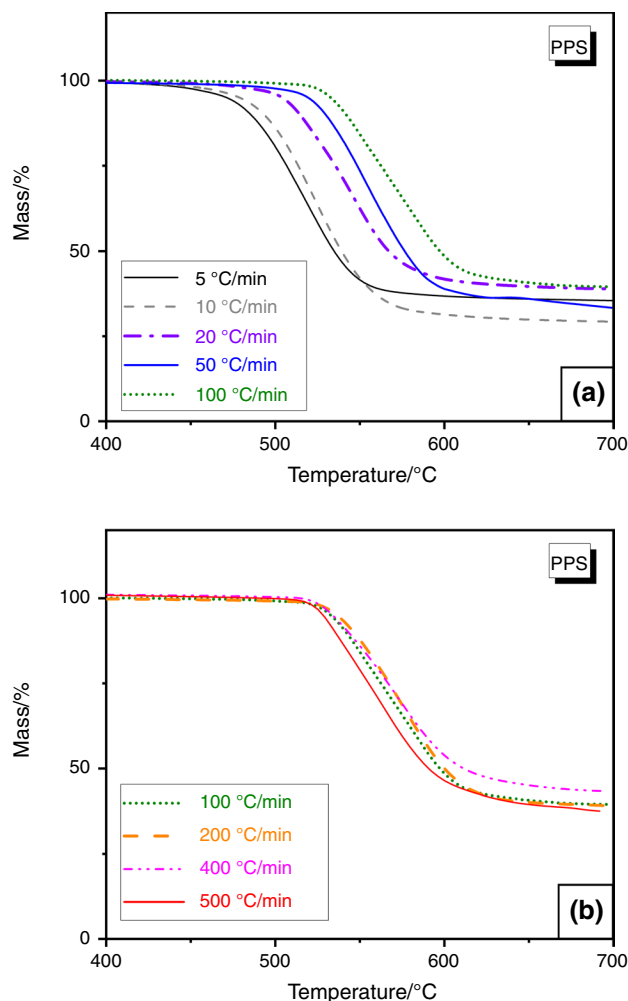 PPS
100
50
0
Mass/%
5 °C/min
10 °C/min
20 °C/min
50 °C/min
100 °C/min
(a)
400 500 600 700
Temperature/°C
PPS
100
50
0
Mass/%
100 °C/min
200 °C/min
400 °C/min
500 °C/min
(b)
400 500 600 700
Temperature/°C